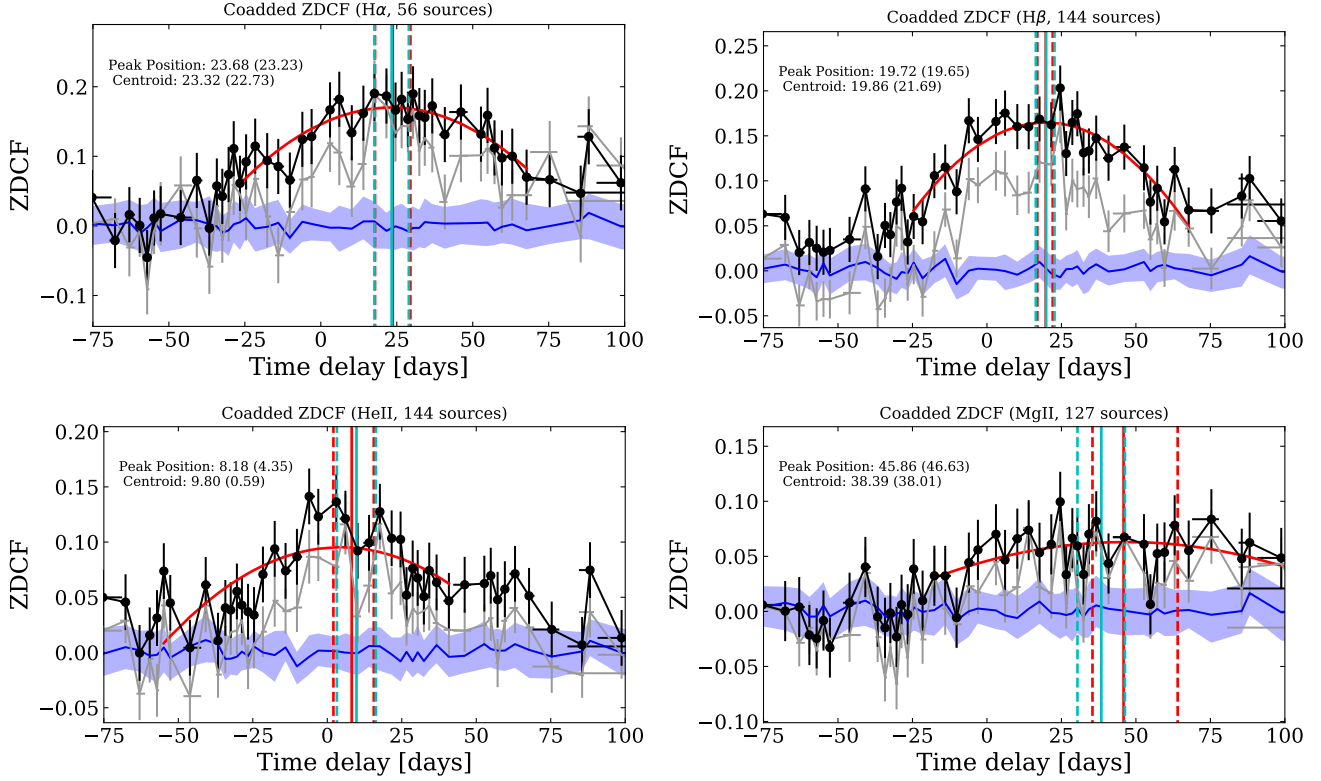 Coadded ZDCF (Hα, 56 sources)
Peak Position: 23.68 (23.23)
Centroid: 23.32 (22.73)
ZDCF
0.2
0.1
0.0
−0.1
−75 −50 −25 0 25 50 75 100
Time delay [days]
Coadded ZDCF (Hβ, 144 sources)
Peak Position: 19.72 (19.65)
Centroid: 19.86 (21.69)
ZDCF
0.25
0.20
0.15
0.10
0.05
0.00
−0.05
−75 −50 −25 0 25 50 75 100
Time delay [days]
Coadded ZDCF (HeII, 144 sources)
Peak Position: 8.18 (4.35)
Centroid: 9.80 (0.59)
ZDCF
0.20
0.15
0.10
0.05
0.00
−0.05
−75 −50 −25 0 25 50 75 100
Time delay [days]
Coadded ZDCF (MgII, 127 sources)
Peak Position: 45.86 (46.63)
Centroid: 38.39 (38.01)
ZDCF
0.15
0.10
0.05
0.00
−0.05
−0.10
−75 −50 −25 0 25 50 75 100
Time delay [days]